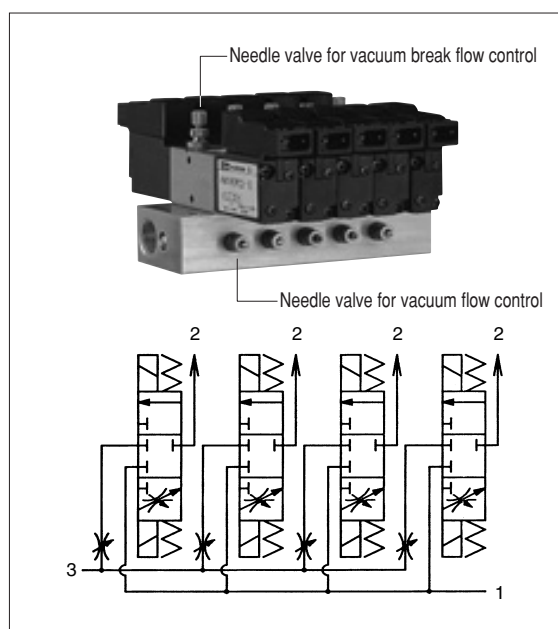 Needle valve for vacuum break flow control
Needle valve for vacuum flow control
2 2 2 2
3
1